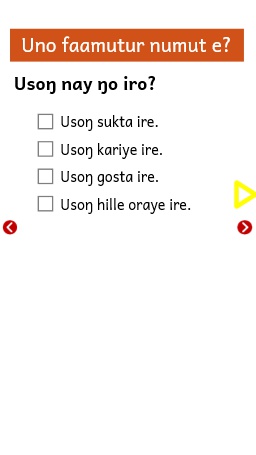 Uno faamutur numut e?
Usoŋ nay ŋo iro?
Usoŋ sukta ire.
Usoŋ kariye ire.
Usoŋ gosta ire.
Usoŋ hille oraye ire.